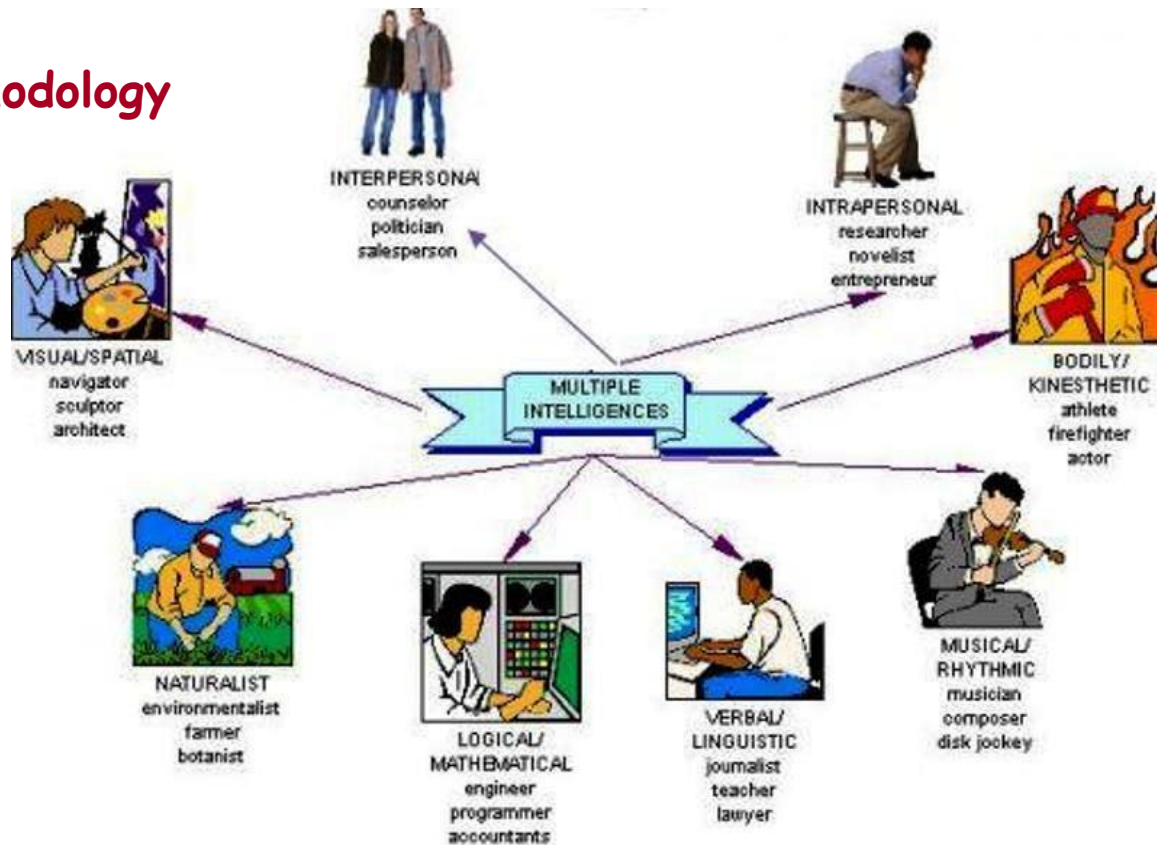 odology
INTERPERSONA
counselor
politician
salesperson
INTRAPERSONAL
researcher
novelist
entrepreneur
VISUAL/SPATIAL
navigator
sculptor
architect
MULTIPLE
INTELLIGENCES
BODILY/
KINESTHETIC
athlete
firefighter
actor
NATURALIST
environmentalist
farmer
botanist
LOGICAL/
MATHEMATICAL
engineer
programmer
accountants
VERBAL/
LINGUISTIC
journalist
teacher
lawyer
MUSICAL/
RHYTHMIC
musician
composer
disk jockey